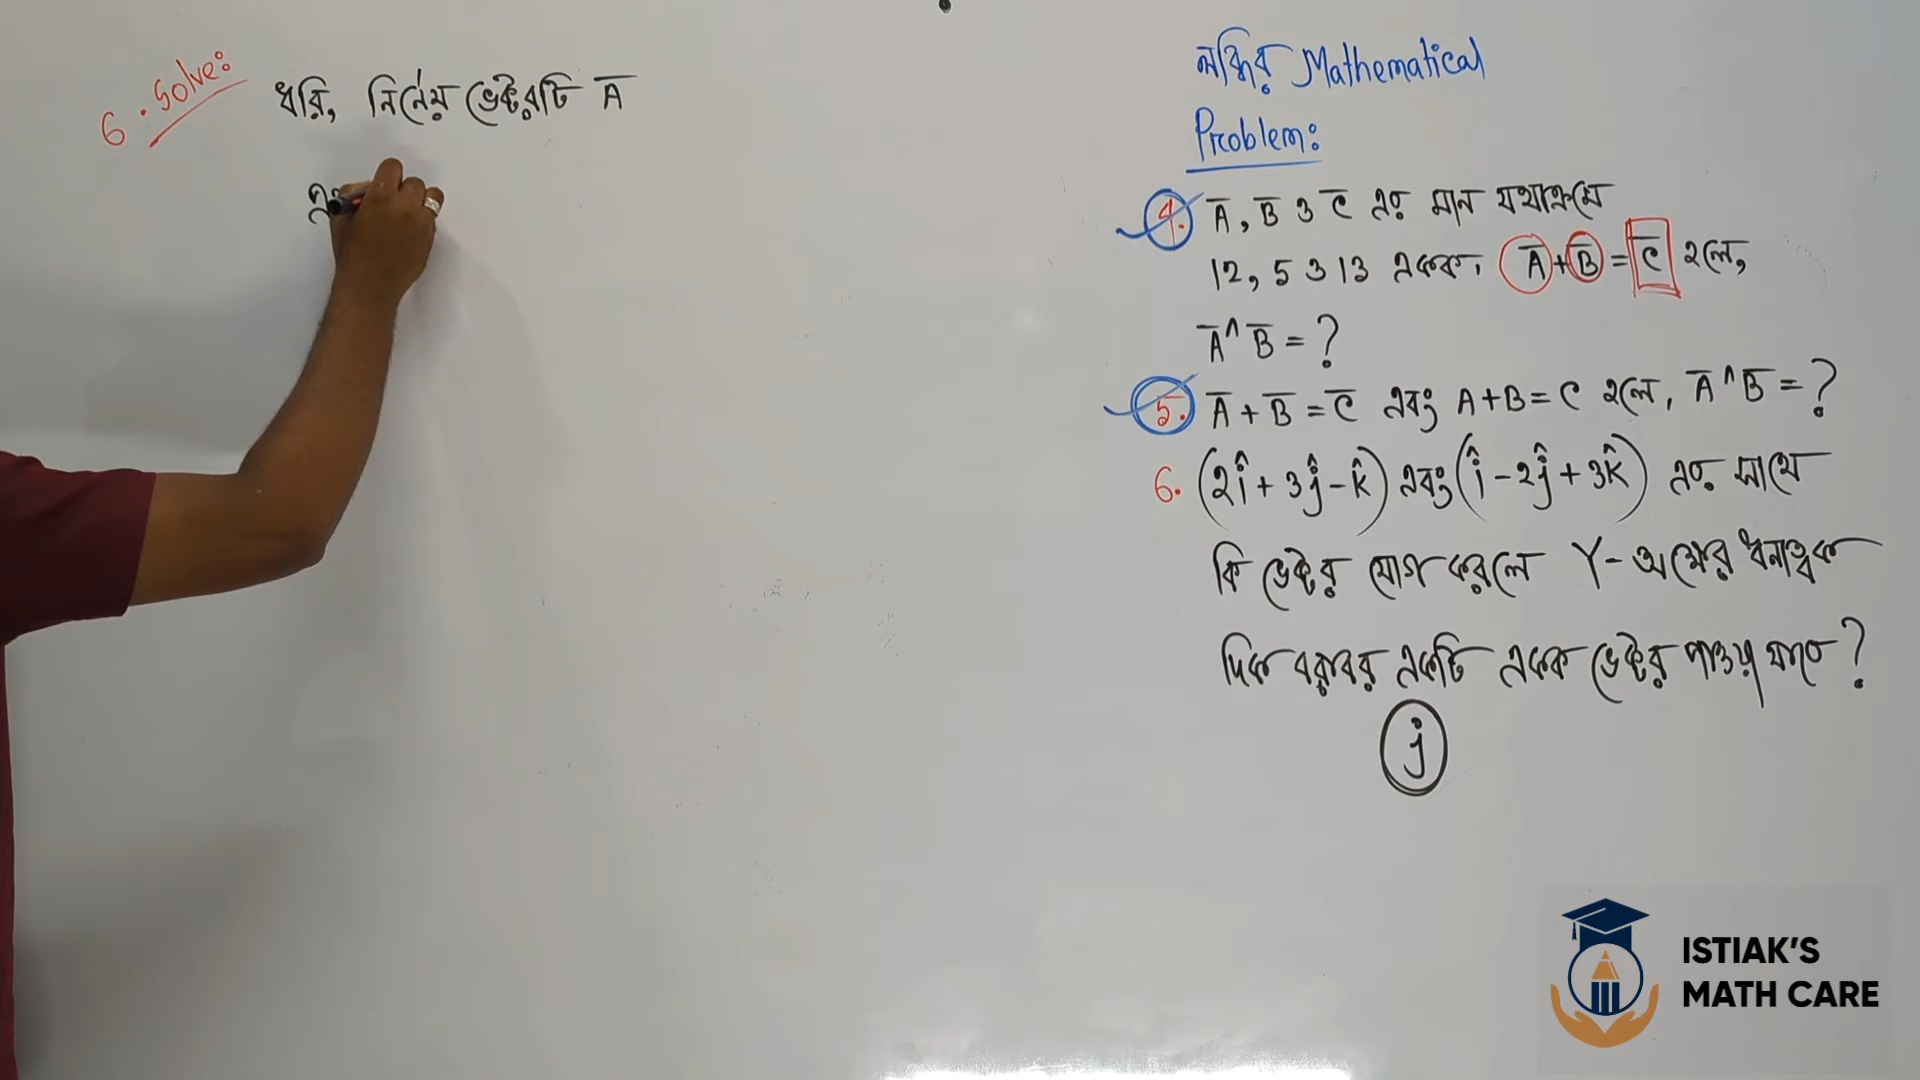 6. Solve: ধরি, নির্ণেয় ভেক্টরটি A̅
লব্ধির Mathematical
Problem:
4. A̅, B̅ ও C̅ এর মান যথাক্রমে
12, 5 ও 13 একক। A̅+B̅=C̅ হলে,
A̅^B̅=?
5. A̅+B̅=C̅ এবং A+B=C হলে, A̅^B̅=?
6. (2î+3ĵ-k̂) এবং (î-2ĵ+3k̂) এর সাথে
কি ভেক্টর যোগ করলে Y-অক্ষের ধনাত্বক
দিক বরাবর একটি একক ভেক্টর পাওয়া যাবে?
j
ISTIAK'S
MATH CARE